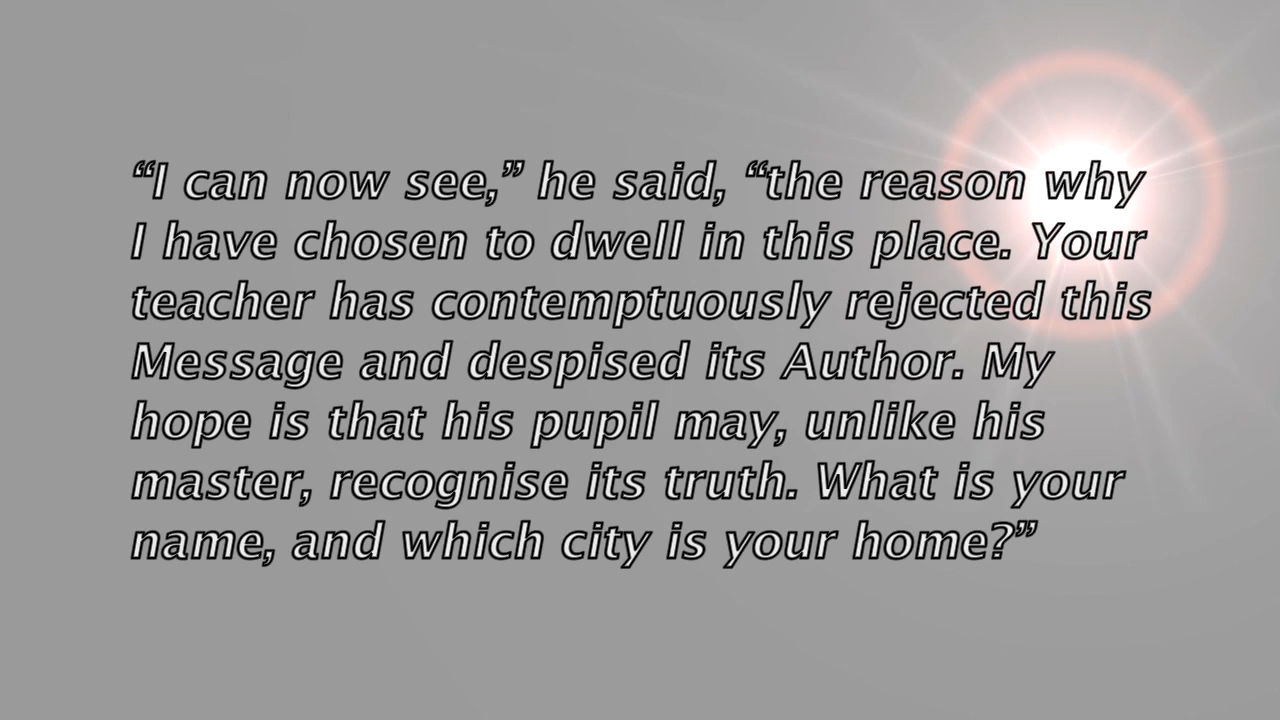 “I can now see,” he said, “the reason why
I have chosen to dwell in this place. Your
teacher has contemptuously rejected this
Message and despised its Author. My
hope is that his pupil may, unlike his
master, recognise its truth. What is your
name, and which city is your home?”